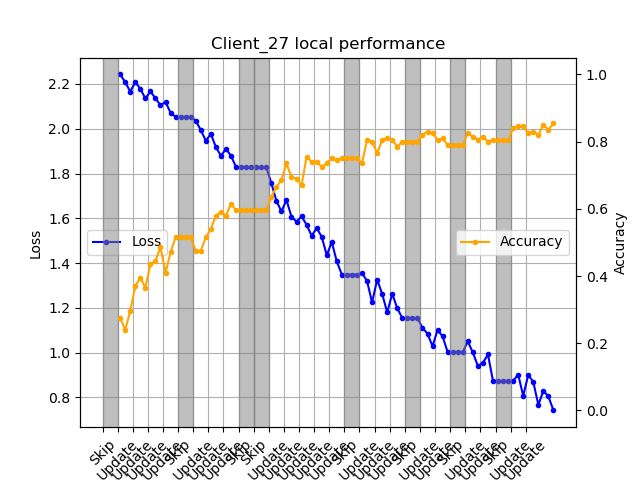 Client_27 local performance
Loss
2.2
2.0
1.8
1.6
1.4
1.2
1.0
0.8
Loss
Accuracy
1.0
0.8
0.6
0.4
0.2
0.0
Accuracy
Skip
Update
Update
Update
Update
Skip
Update
Update
Update
Skip
Skip
Update
Update
Update
Update
Update
Skip
Update
Update
Update
Skip
Update
Update
Skip
Update
Update
Skip
Update
Update